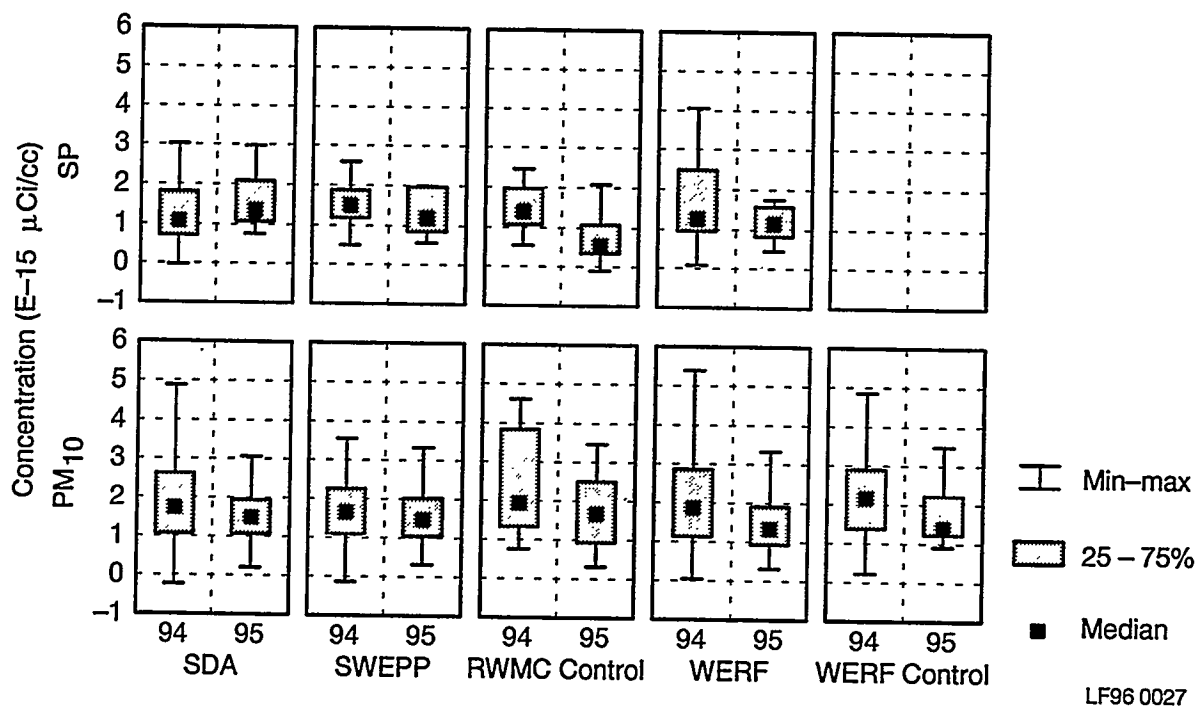 Concentration (E–15 μCi/cc)
SP
6
5
4
3
2
1
0
–1
PM10
6
5
4
3
2
1
0
–1
94 95 94 95 94 95 94 95 94 95
SDA SWEPP RWMC Control WERF WERF Control
Min–max
25 – 75%
Median
LF96 0027